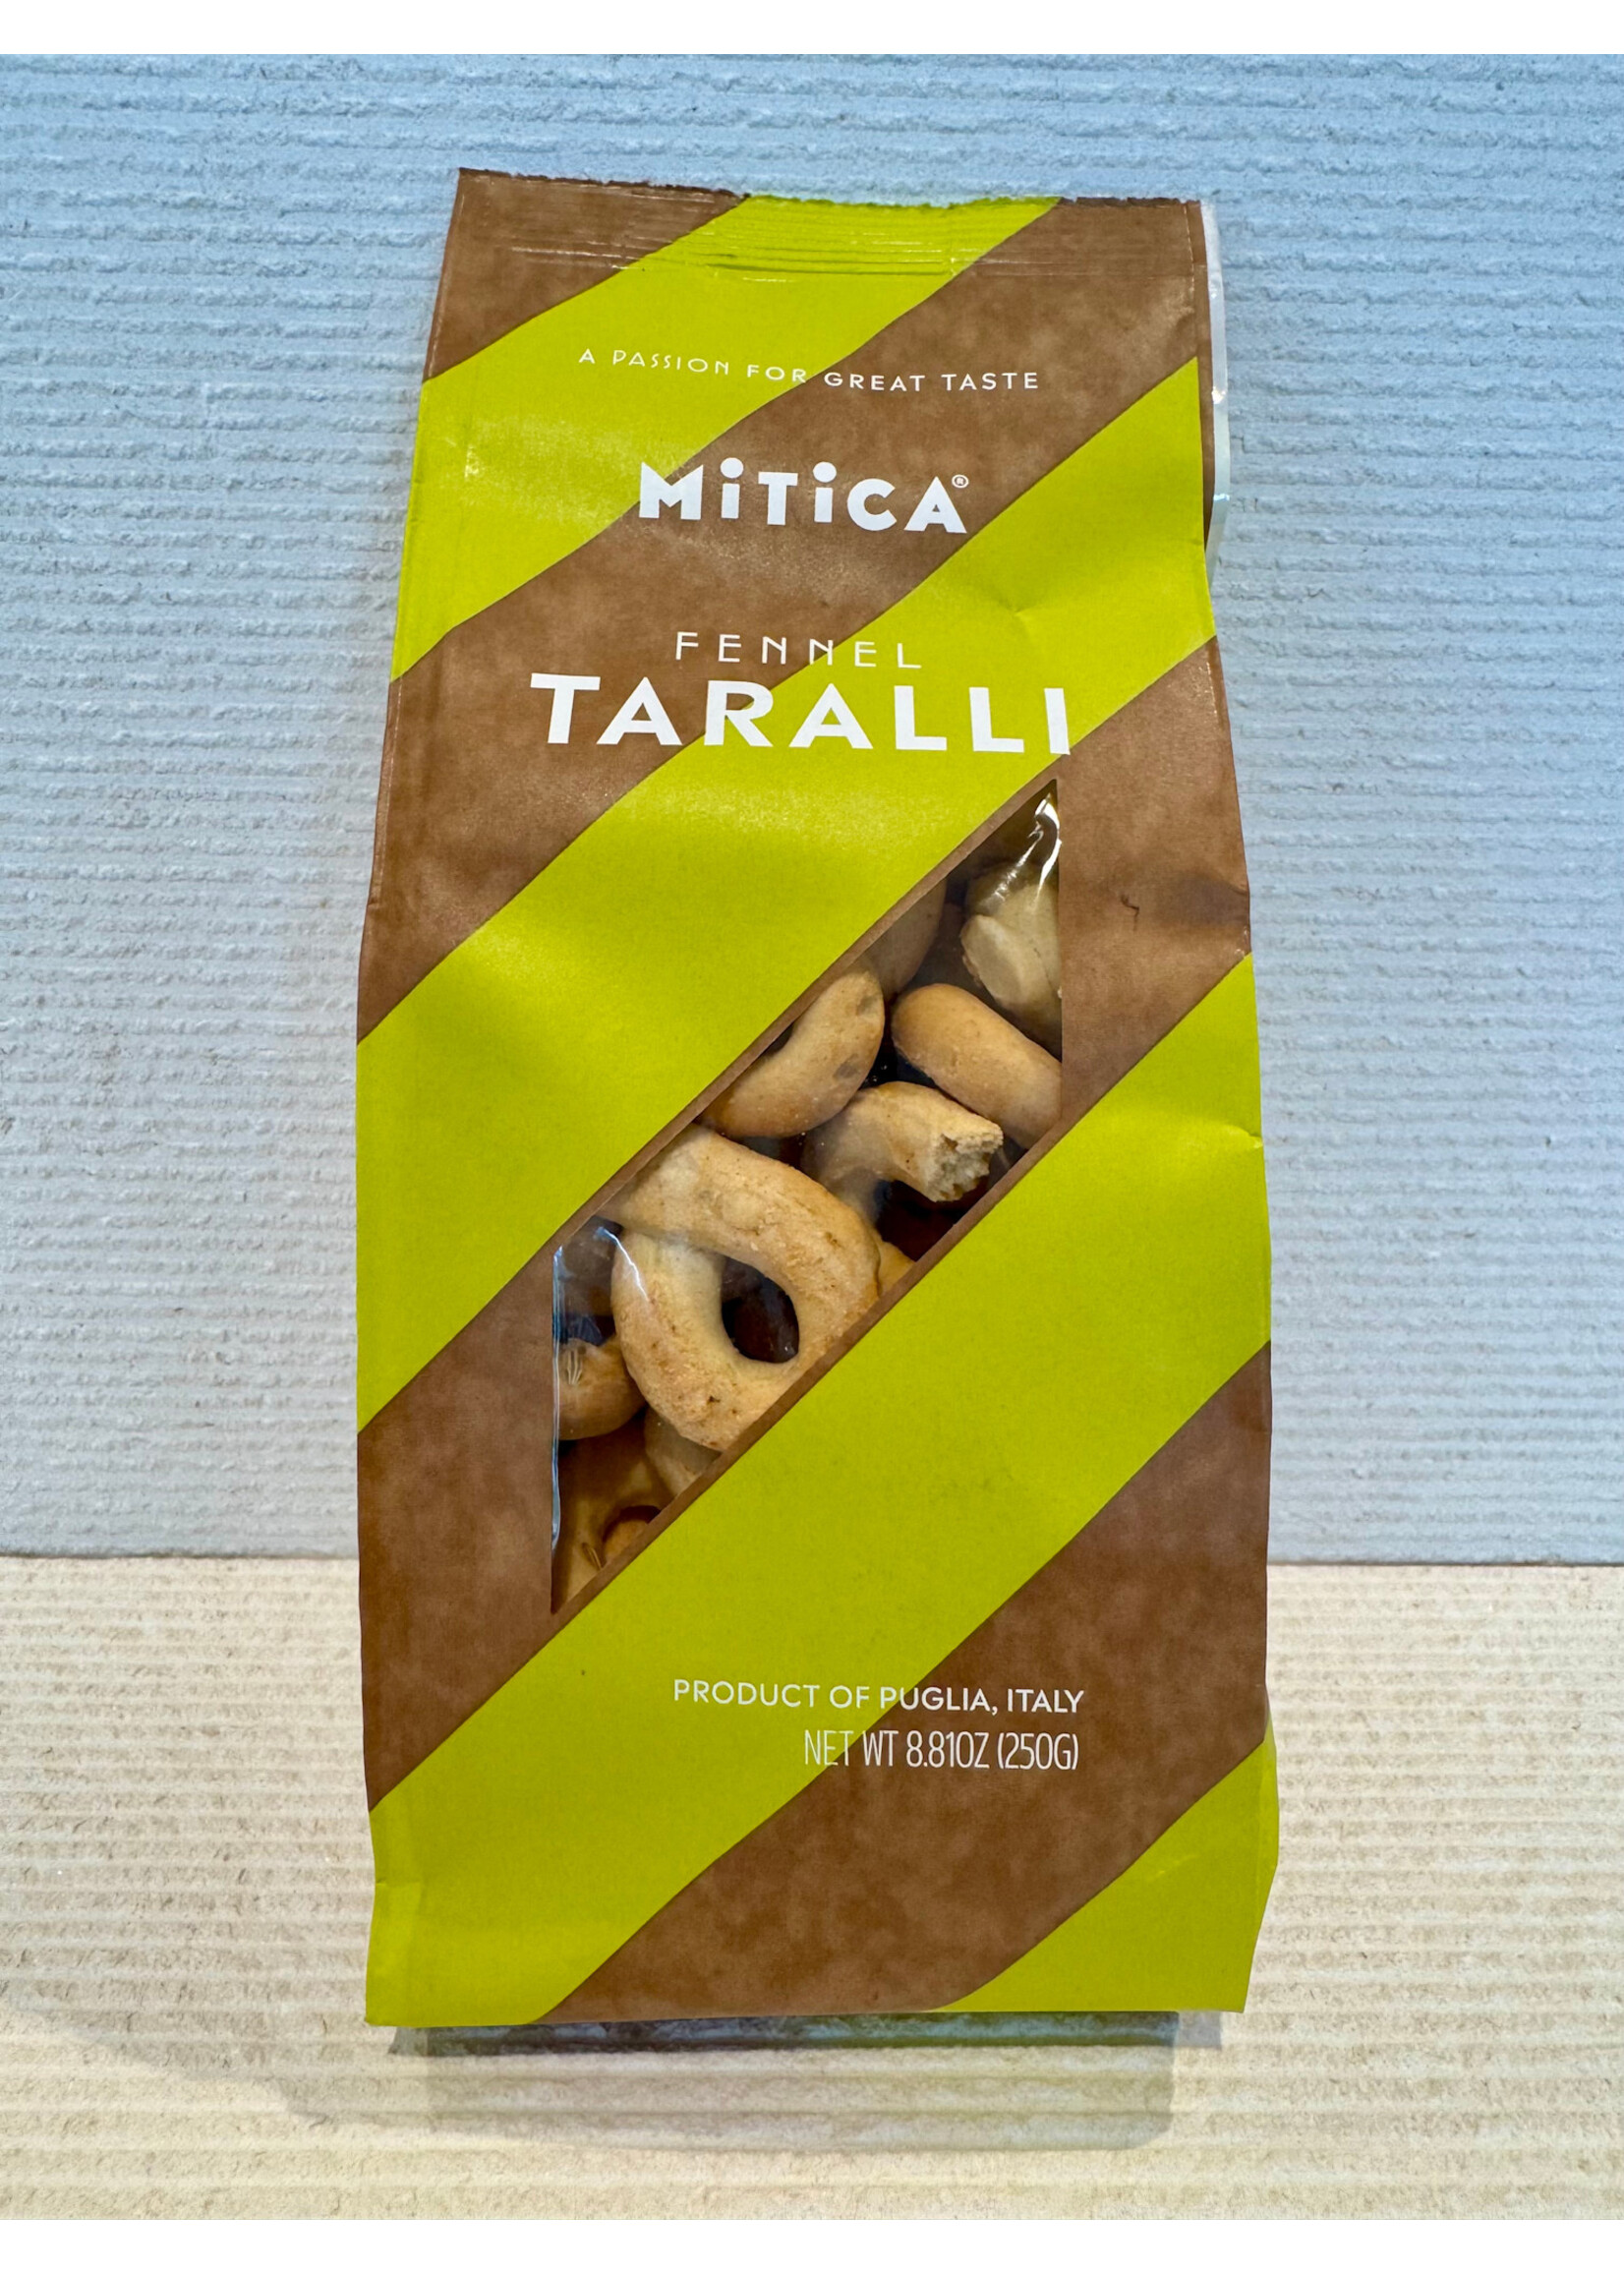 A PASSION FOR GREAT TASTE
MiTiCA®
FENNEL
TARALLI
PRODUCT OF PUGLIA, ITALY
NET WT 8.81OZ (250G)